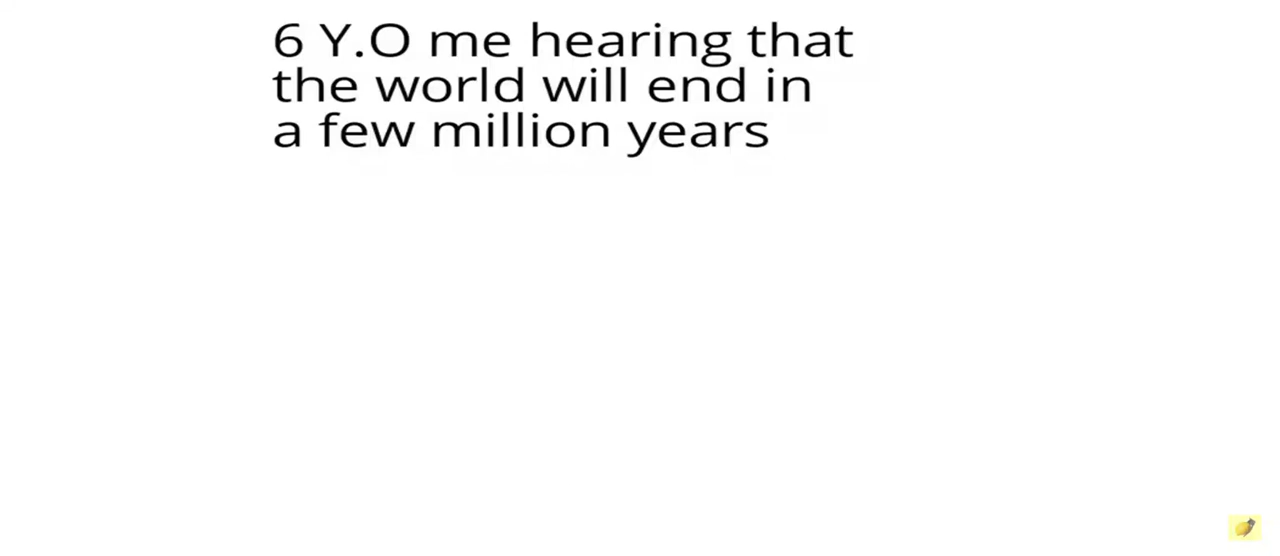 6 Y.O me hearing that
the world will end in
a few million years